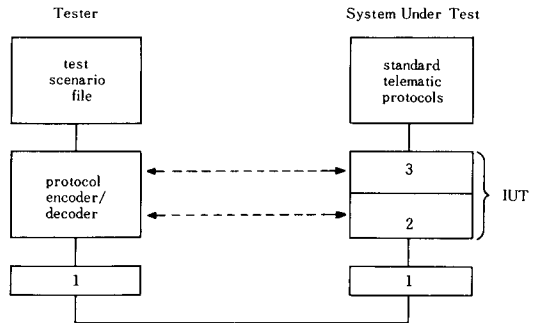 Tester
System Under Test
test
scenario
file
standard
telematic
protocols
protocol
encoder/
decoder
3
2
IUT
1
1